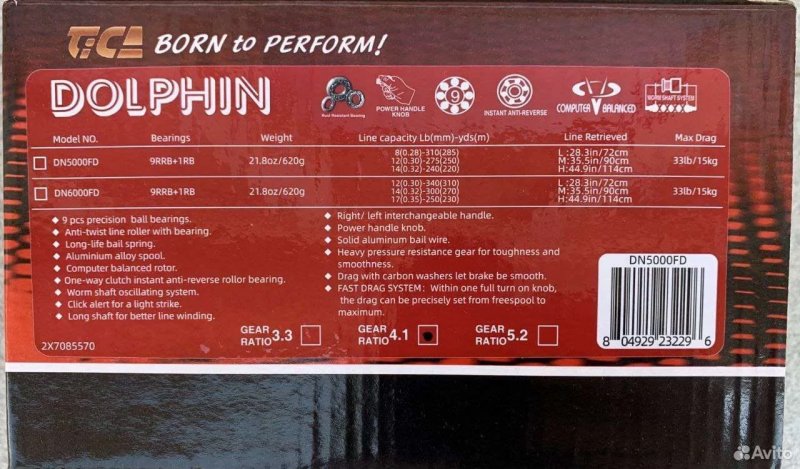 TiCA BORN to PERFORM!
DOLPHIN
Rust Resistant Bearing
POWER HANDLE KNOB
9
INSTANT ANTI-REVERSE
COMPUTER BALANCED
WORM SHAFT SYSTEM
Model NO. Bearings Weight Line capacity Lb(mm)-yds(m) Line Retrieved Max Drag
DN5000FD 9RRB+1RB 21.8oz/620g 8(0.28)-310(285) L :28.3in/72cm 33lb/15kg
12(0.30)-275(250) M:35.5in/90cm
14(0.32)-240(220) H:44.9in/114cm
DN6000FD 9RRB+1RB 21.8oz/620g 12(0.30)-340(310) L :28.3in/72cm 33lb/15kg
14(0.32)-300(270) M:35.5in/90cm
17(0.35)-250(230) H:44.9in/114cm
9 pcs precision ball bearings.
Anti-twist line roller with bearing.
Long-life bail spring.
Aluminium alloy spool.
Computer balanced rotor.
One-way clutch instant anti-reverse rollor bearing.
Worm shaft oscillating system.
Click alert for a light strike.
Long shaft for better line winding.
Right/ left interchangeable handle.
Power handle knob.
Solid aluminum bail wire.
Heavy pressure resistance gear for toughness and
smoothness.
Drag with carbon washers let brake be smooth.
FAST DRAG SYSTEM: Within one full turn on knob,
the drag can be precisely set from freespool to
maximum.
DN5000FD
8 04929 23229 6
GEAR RATIO 3.3 GEAR RATIO 4.1 GEAR RATIO 5.2
2X7085570
Avito